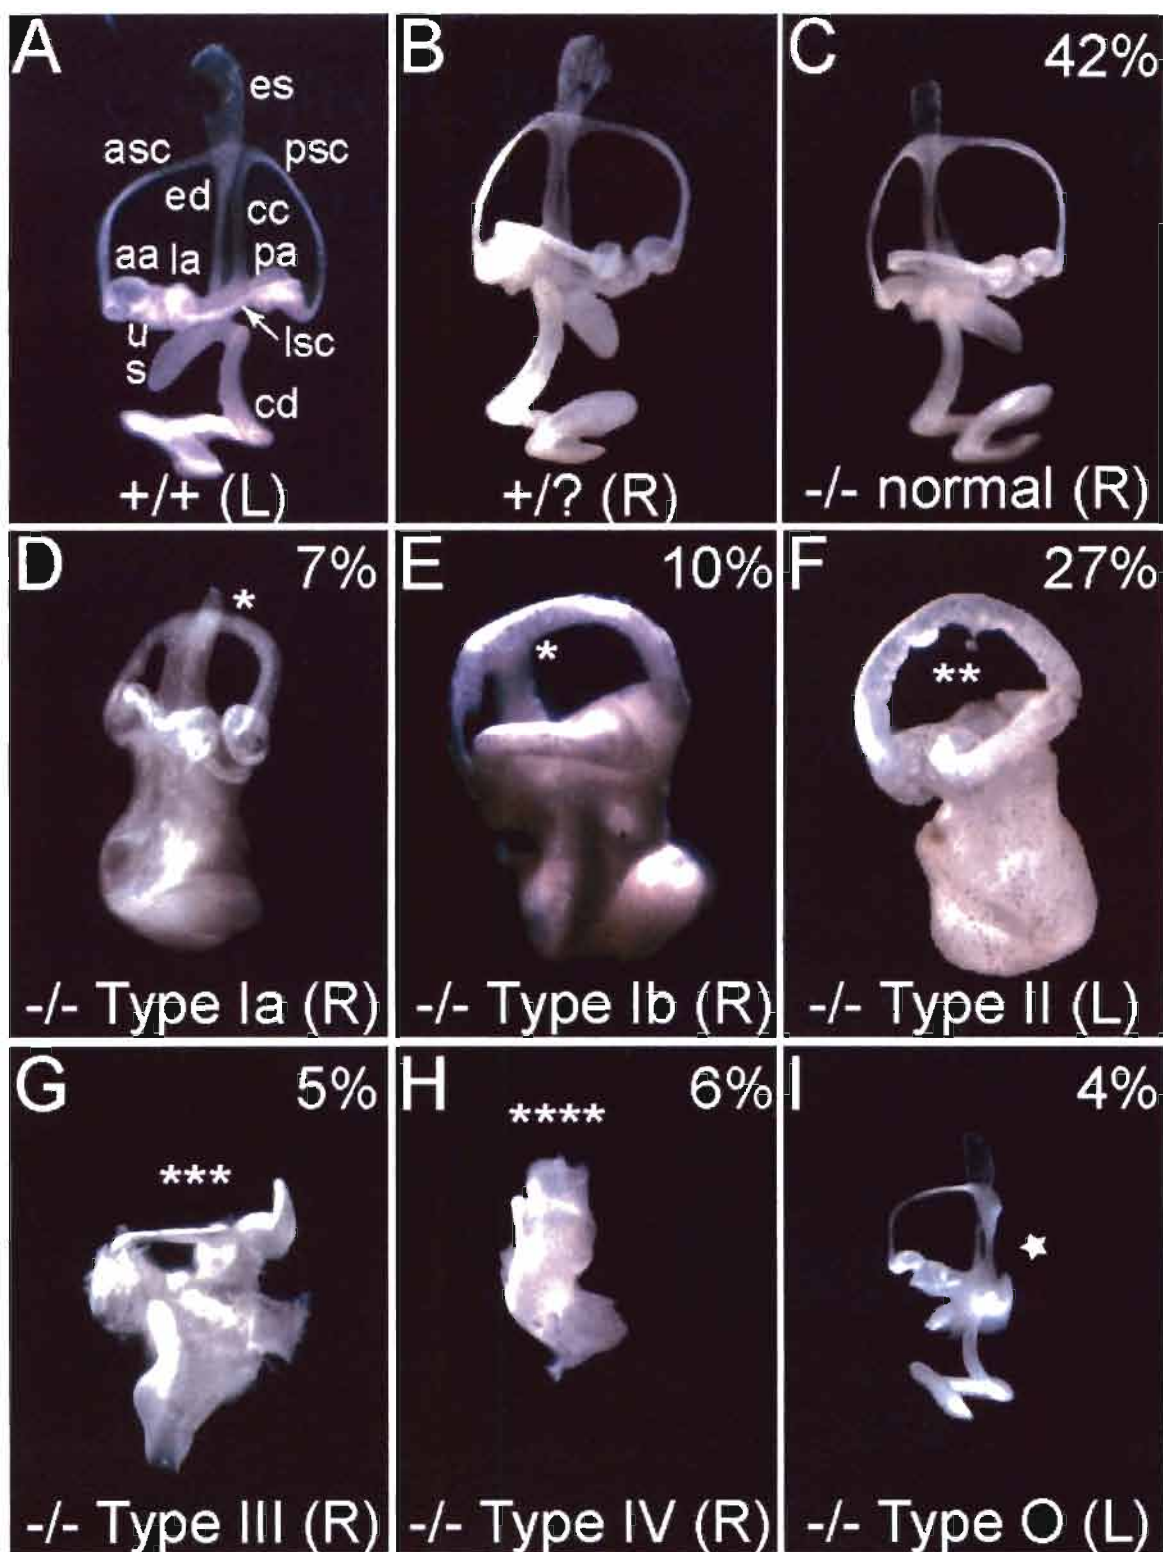 A
es
asc
psc
ed
cc
aa
la
pa
u
lsc
s
cd
+/+ (L)
B
+/? (R)
C
42%
-/- normal (R)
D
7%
*
-/- Type Ia (R)
E
10%
*
-/- Type Ib (R)
F
27%
**
-/- Type II (L)
G
5%
***
-/- Type III (R)
H
6%
****
-/- Type IV (R)
I
4%
-/- Type O (L)